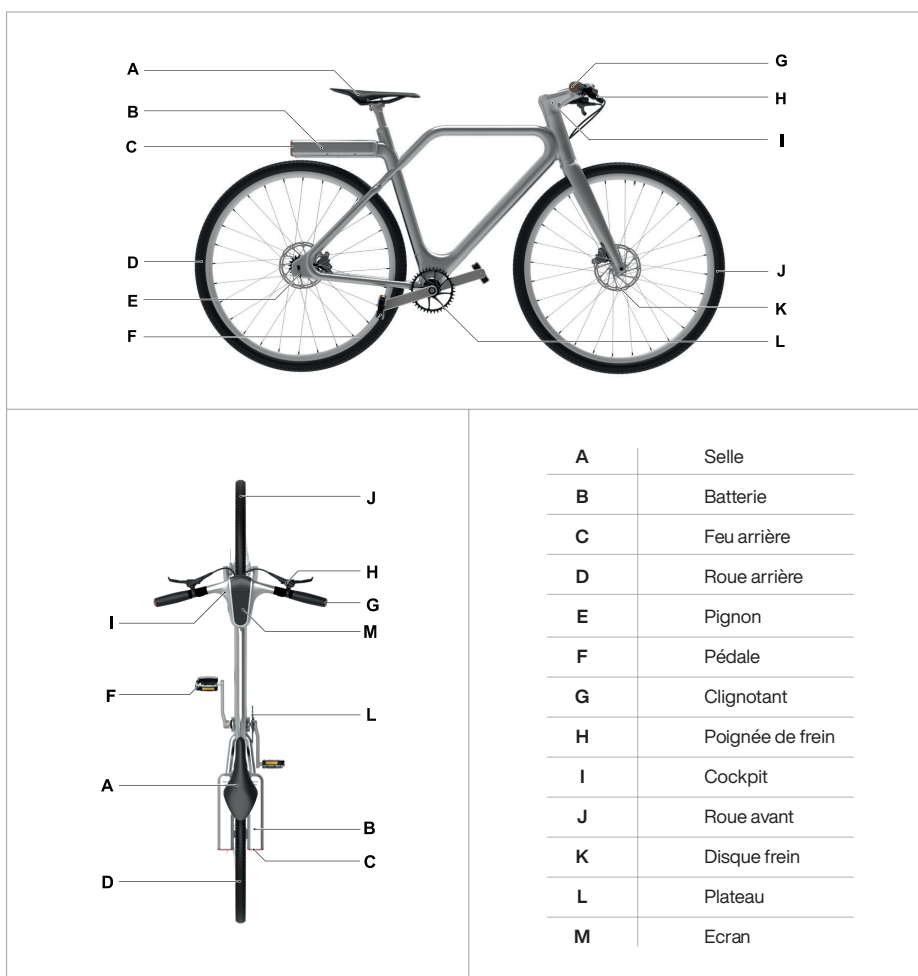 A
B
C
D
E
F
G
H
I
J
K
L
J
H
G
I
M
F
L
A
B
C
D
A Selle
B Batterie
C Feu arrière
D Roue arrière
E Pignon
F Pédale
G Clignotant
H Poignée de frein
I Cockpit
J Roue avant
K Disque frein
L Plateau
M Ecran